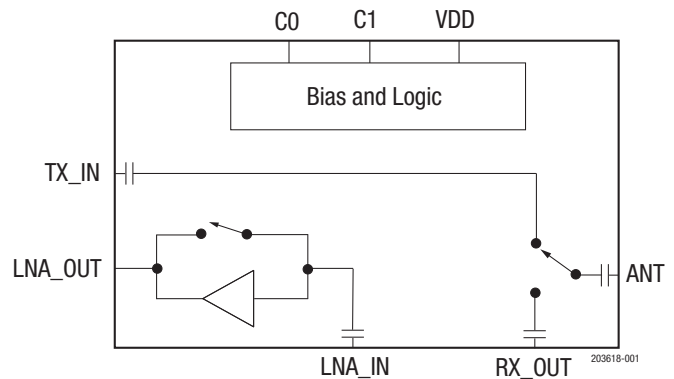 C0 C1 VDD
Bias and Logic
TX_IN
LNA_OUT
ANT
LNA_IN
RX_OUT
203618-001